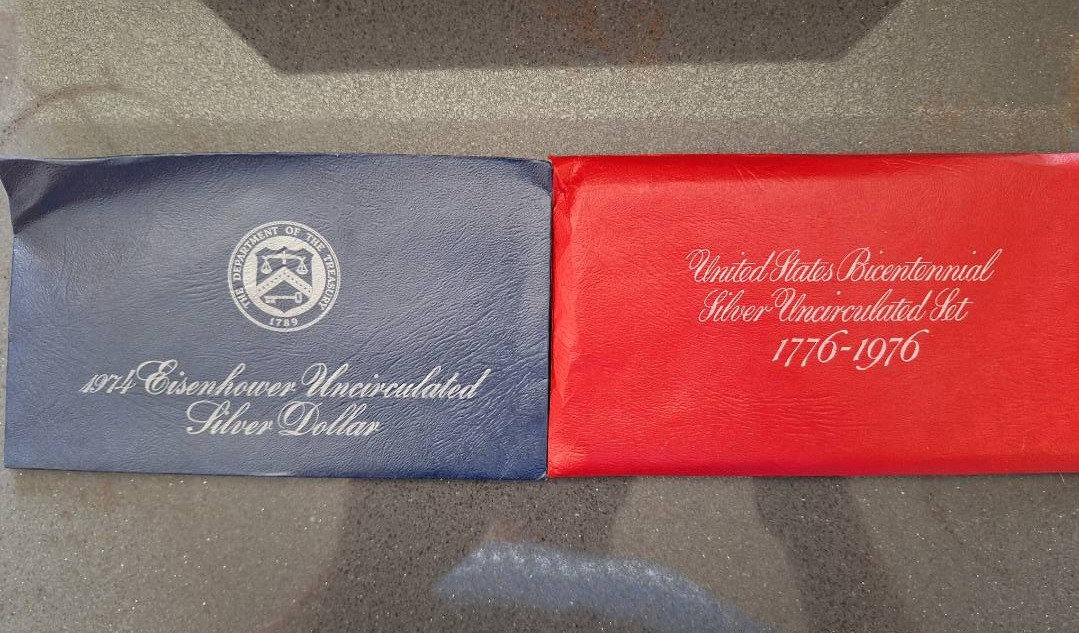 THE DEPARTMENT OF THE TREASURY
1789
1974 Eisenhower Uncirculated
Silver Dollar
United States Bicentennial
Silver Uncirculated Set
1776-1976